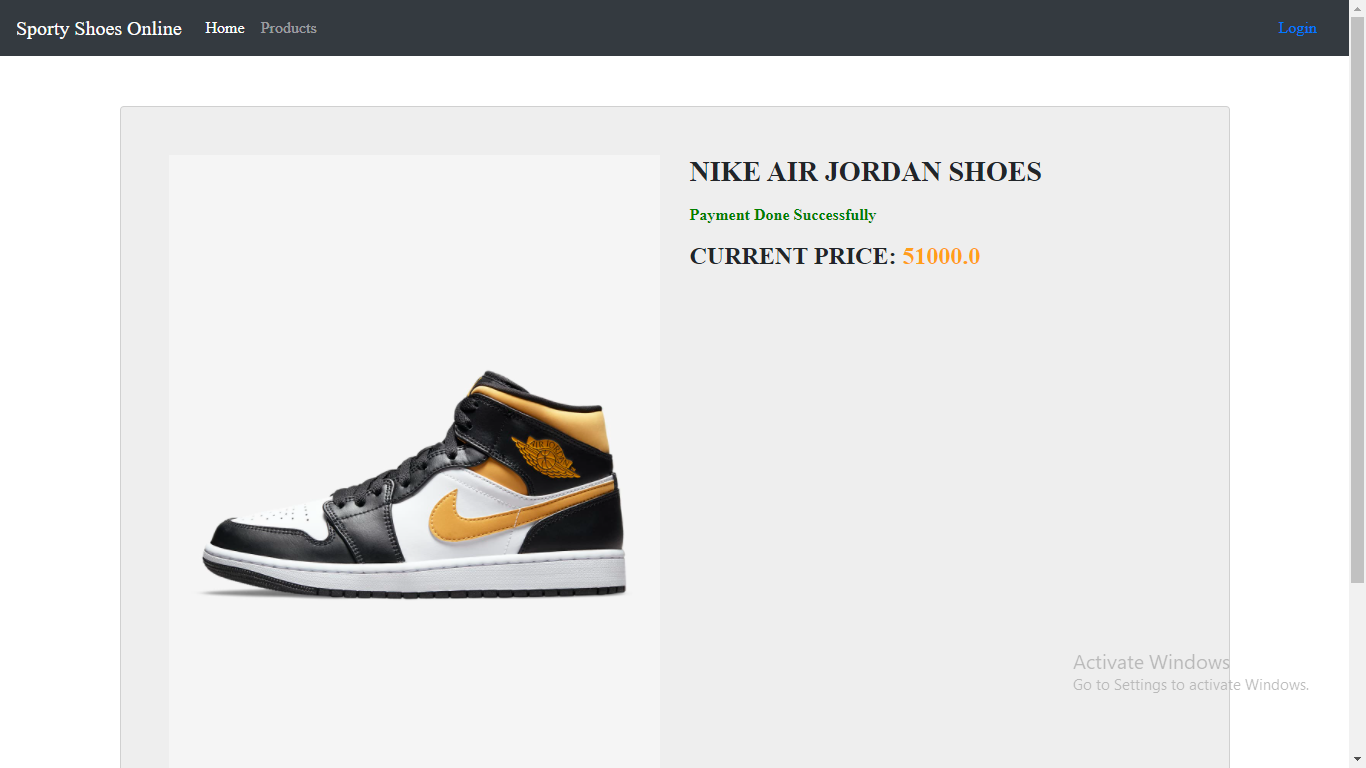 Sporty Shoes Online Home Products Login
NIKE AIR JORDAN SHOES
Payment Done Successfully
CURRENT PRICE: 51000.0
Activate Windows
Go to Settings to activate Windows.